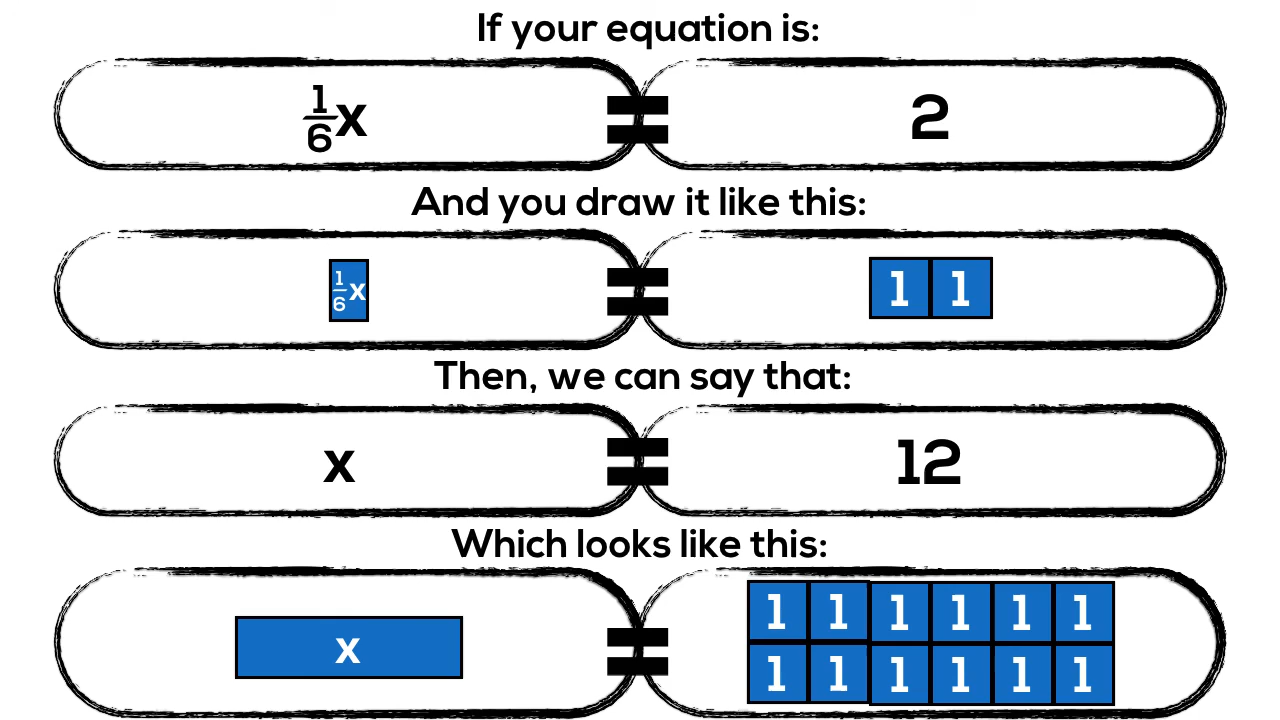 If your equation is:
1/6x = 2
And you draw it like this:
1/6x = 1 1
Then, we can say that:
x = 12
Which looks like this:
x = 1 1 1 1 1 1
1 1 1 1 1 1